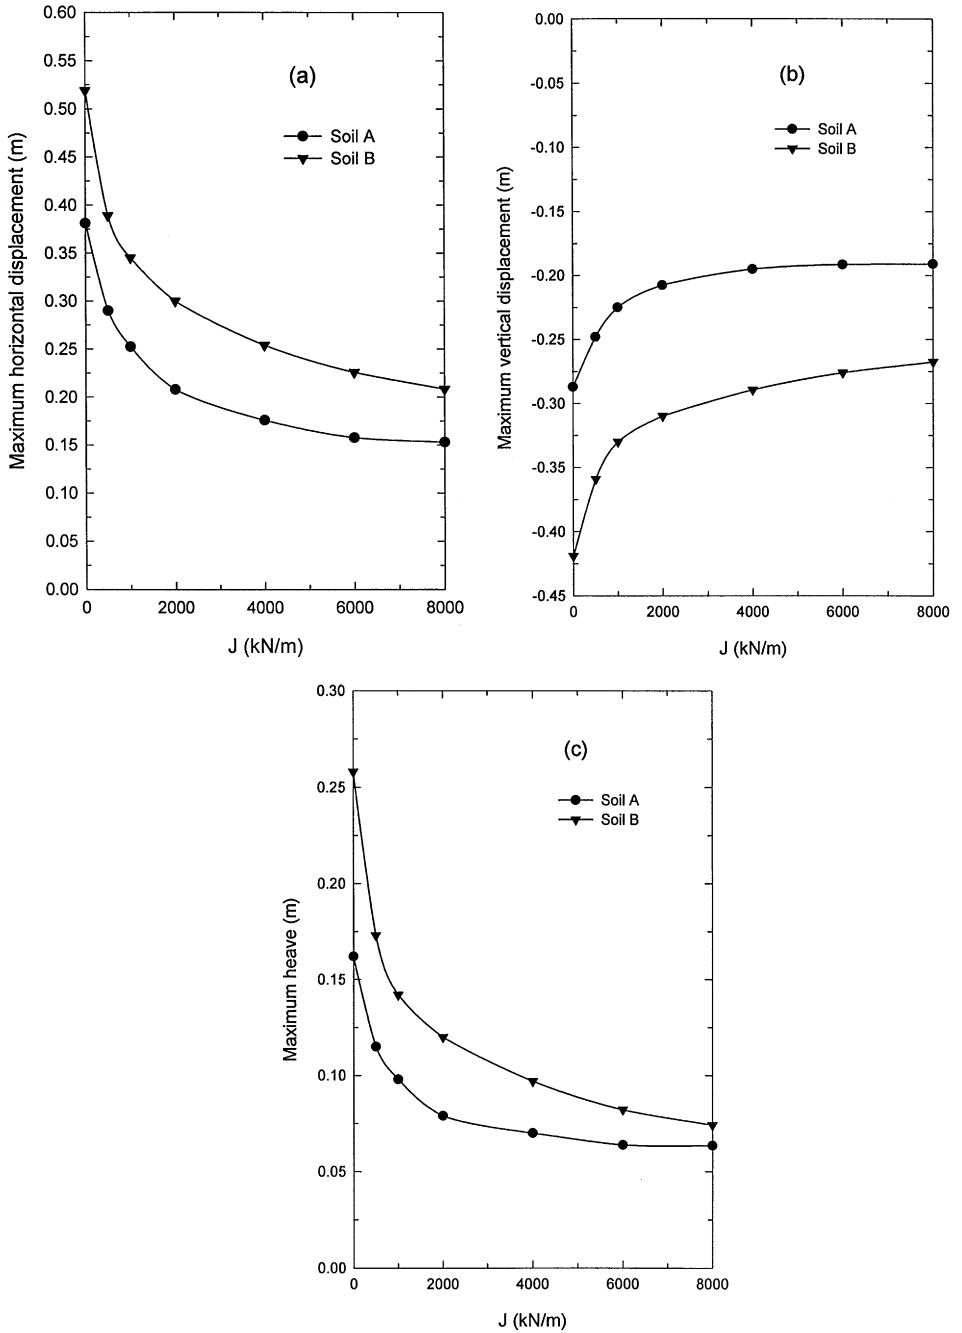 (a)
Soil A
Soil B
Maximum horizontal displacement (m)
0.60
0.55
0.50
0.45
0.40
0.35
0.30
0.25
0.20
0.15
0.10
0.05
0.00
0 2000 4000 6000 8000
J (kN/m)
(b)
Soil A
Soil B
Maximum vertical displacement (m)
-0.00
-0.05
-0.10
-0.15
-0.20
-0.25
-0.30
-0.35
-0.40
-0.45
0 2000 4000 6000 8000
J (kN/m)
(c)
Soil A
Soil B
Maximum heave (m)
0.30
0.25
0.20
0.15
0.10
0.05
0.00
0 2000 4000 6000 8000
J (kN/m)